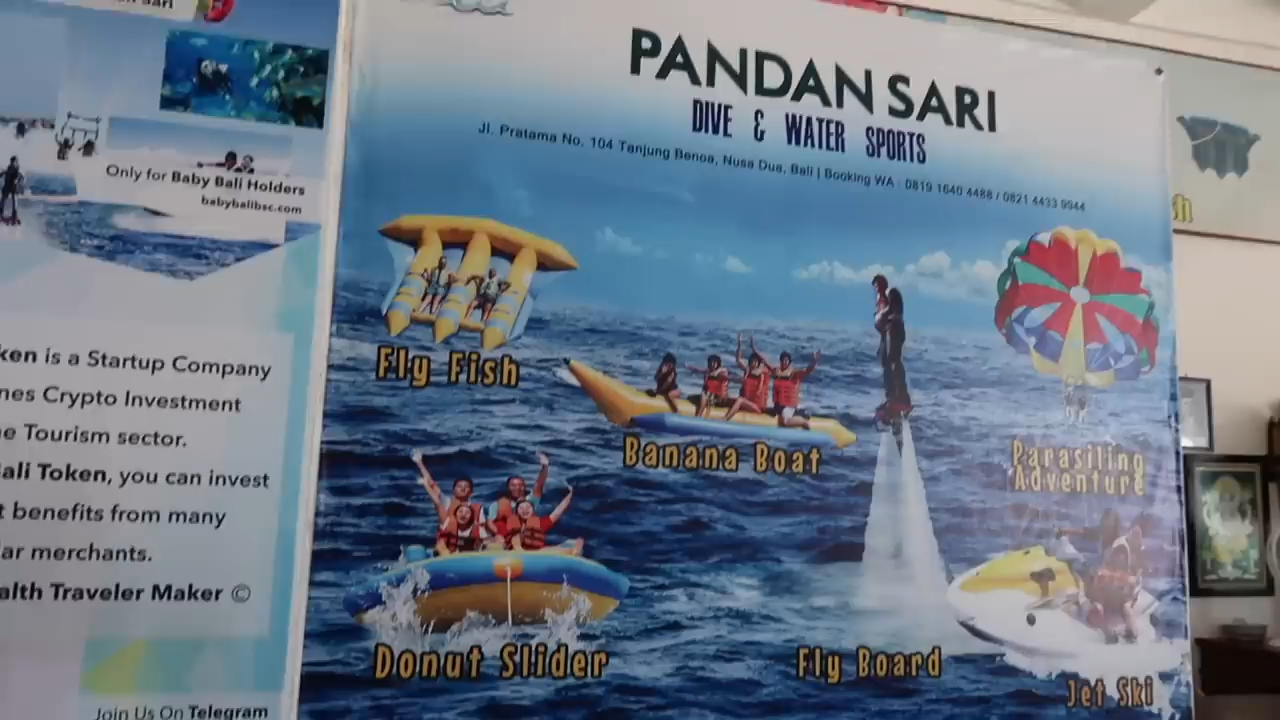 Only for Baby Bali Holders
babybalibsc.com
ken is a Startup Company
nes Crypto Investment
e Tourism sector.
ali Token, you can invest
t benefits from many
ar merchants.
alth Traveler Maker ©
Join Us On Telegram
PANDAN SARI
DIVE & WATER SPORTS
Jl. Pratama No. 104 Tanjung Benoa, Nusa Dua, Bali | Booking WA : 0819 1640 4488 / 0821 4433 9944
Fly Fish
Banana Boat
Parasiling
Adventure
Donut Slider
Fly Board
Jet Ski